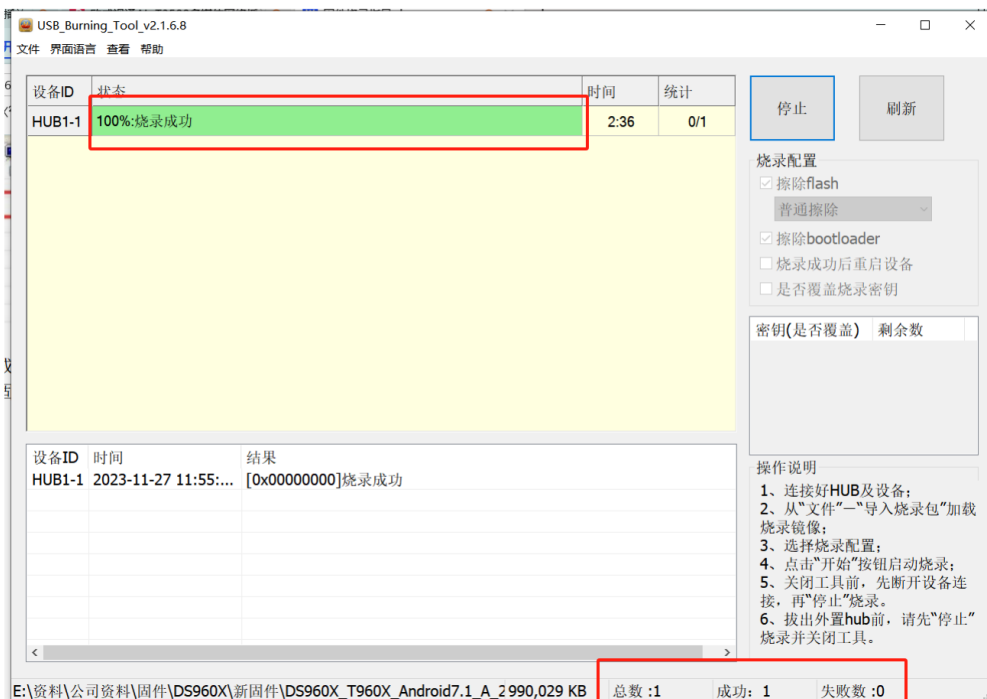 USB_Burning_Tool_v2.1.6.8
文件 界面语言 查看 帮助
设备ID 状态 时间 统计
HUB1-1 100%:烧录成功 2:36 0/1
停止 刷新
烧录配置
擦除flash
普通擦除
擦除bootloader
烧录成功后重启设备
是否覆盖烧录密钥
密钥(是否覆盖) 剩余数
设备ID 时间 结果
HUB1-1 2023-11-27 11:55:... [0x00000000]烧录成功
操作说明
1、连接好HUB及设备;
2、从“文件”—“导入烧录包”加载
烧录镜像;
3、选择烧录配置;
4、点击“开始”按钮启动烧录;
5、关闭工具前，先断开设备连
接，再“停止”烧录。
6、拔出外置hub前，请先“停止”
烧录并关闭工具。
E:\资料\公司资料\固件\DS960X\新固件\DS960X_T960X_Android7.1_A_2 990,029 KB 总数 :1 成功： 1 失败数 :0